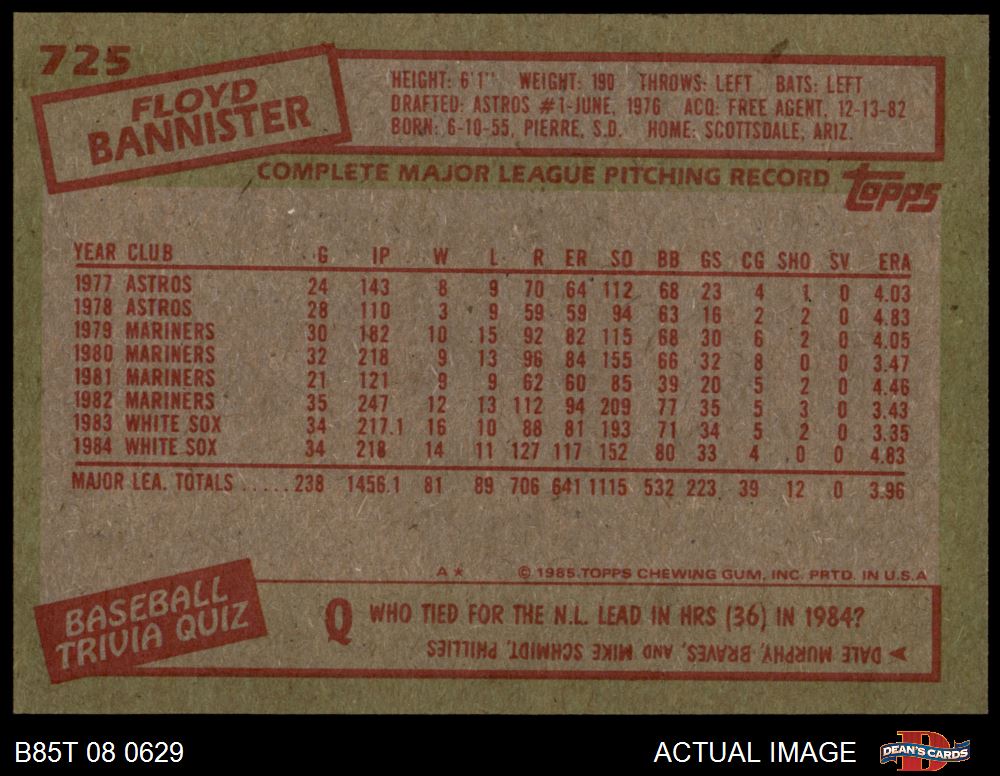 725
FLOYD
BANNISTER
HEIGHT: 6'1" WEIGHT: 190 THROWS: LEFT BATS: LEFT
DRAFTED: ASTROS #1-JUNE, 1976 ACQ: FREE AGENT, 12-13-82
BORN: 6-10-55, PIERRE, S.D. HOME: SCOTTSDALE, ARIZ.
COMPLETE MAJOR LEAGUE PITCHING RECORD topps
YEAR CLUB G IP W L R ER SO BB GS CG SHO SV ERA
1977 ASTROS 24 143 8 9 70 64 112 68 23 4 1 0 4.03
1978 ASTROS 28 110 3 9 59 59 94 63 16 2 2 0 4.83
1979 MARINERS 30 182 10 15 92 82 115 68 30 6 2 0 4.05
1980 MARINERS 32 218 9 13 96 84 155 66 32 8 0 0 3.47
1981 MARINERS 21 121 9 9 62 60 85 39 20 5 2 0 4.46
1982 MARINERS 35 247 12 13 112 94 209 77 35 5 3 0 3.43
1983 WHITE SOX 34 217.1 16 10 88 81 193 71 34 5 2 0 3.35
1984 WHITE SOX 34 218 14 11 127 117 152 80 33 4 0 0 4.83
MAJOR LEA. TOTALS .....238 1456.1 81 89 706 641 1115 532 223 39 12 0 3.96
A* © 1985 TOPPS CHEWING GUM, INC. PRTD. IN U.S.A
BASEBALL
TRIVIA QUIZ
Q WHO TIED FOR THE N.L. LEAD IN HRS (36) IN 1984?
DALE MURPHY, BRAVES, AND MIKE SCHMIDT, PHILLIES
B85T 08 0629 ACTUAL IMAGE DEAN'S CARDS